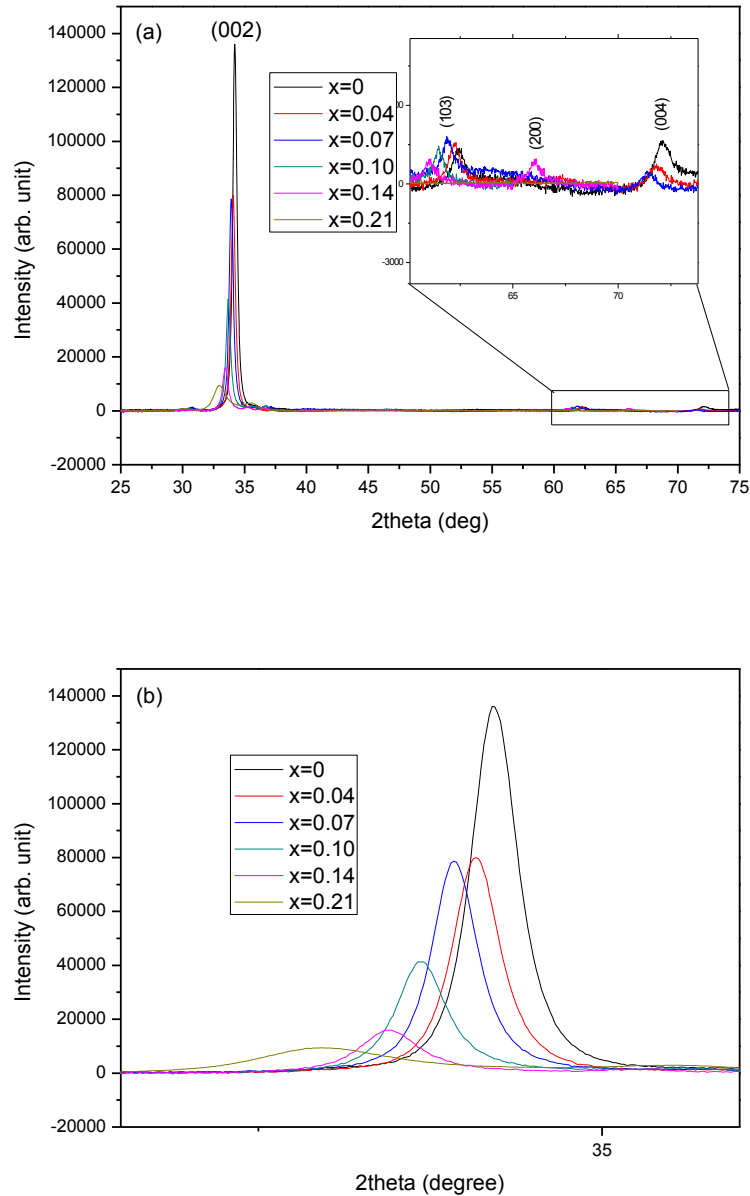 (a)
(002)
140000
120000
100000
80000
60000
40000
20000
0
-20000
Intensity (arb. unit)
x=0
x=0.04
x=0.07
x=0.10
x=0.14
x=0.21
(103)
(200)
(004)
0
-3000
65
70
25
30
35
40
45
50
55
60
65
70
75
2theta (deg)
(b)
140000
120000
100000
80000
60000
40000
20000
0
-20000
Intensity (arb. unit)
x=0
x=0.04
x=0.07
x=0.10
x=0.14
x=0.21
35
2theta (degree)